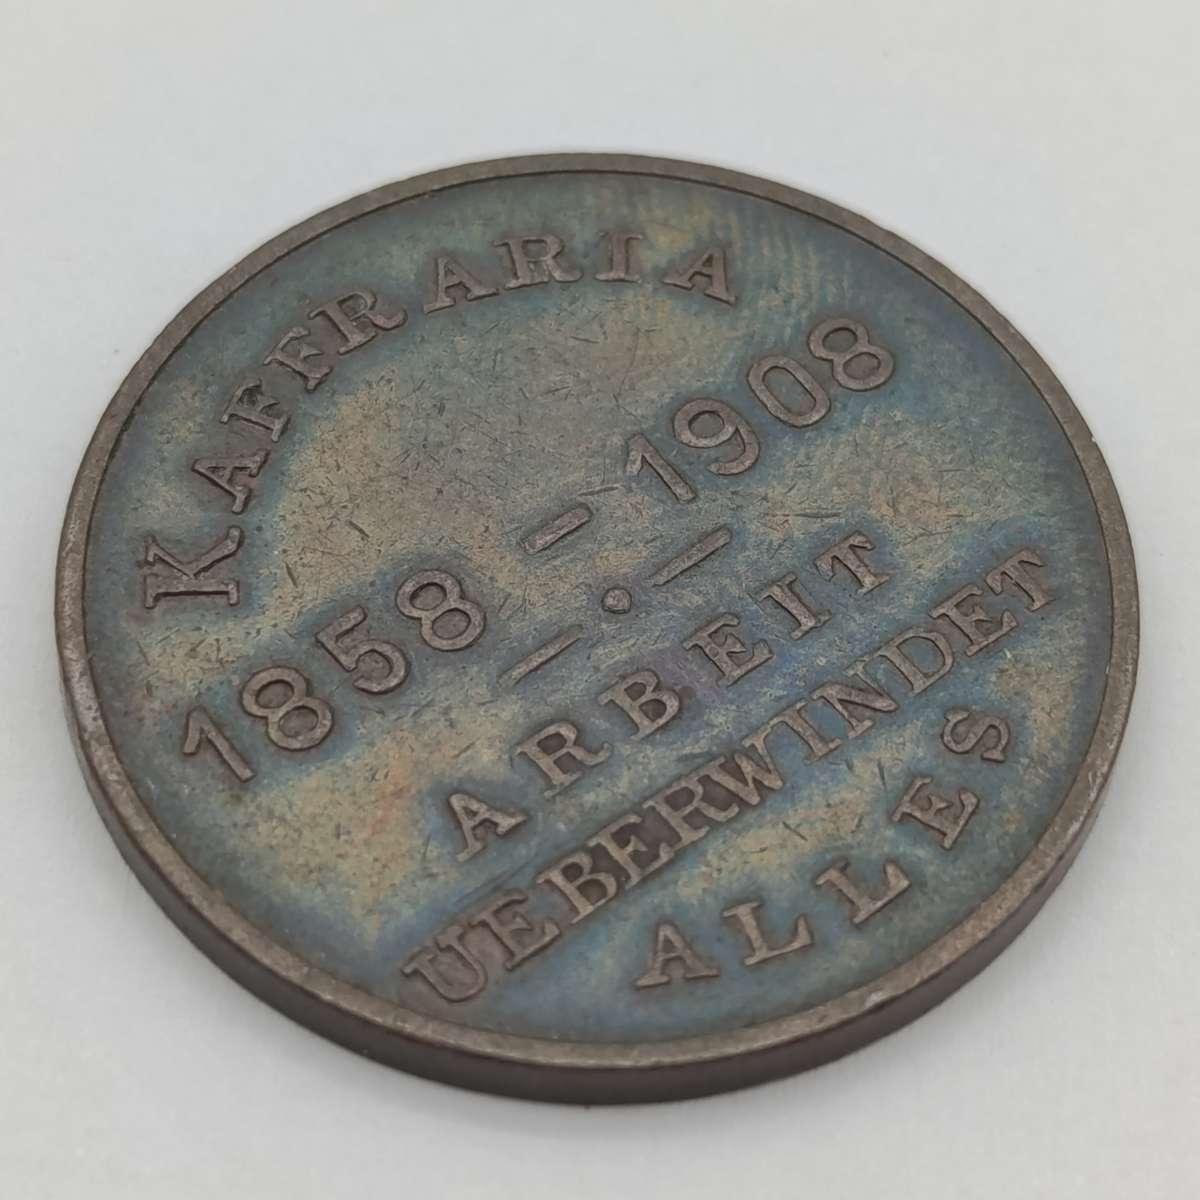 KAFFRARIA
1858 - 1908
ARBEIT
UEBERWINDET
ALLES